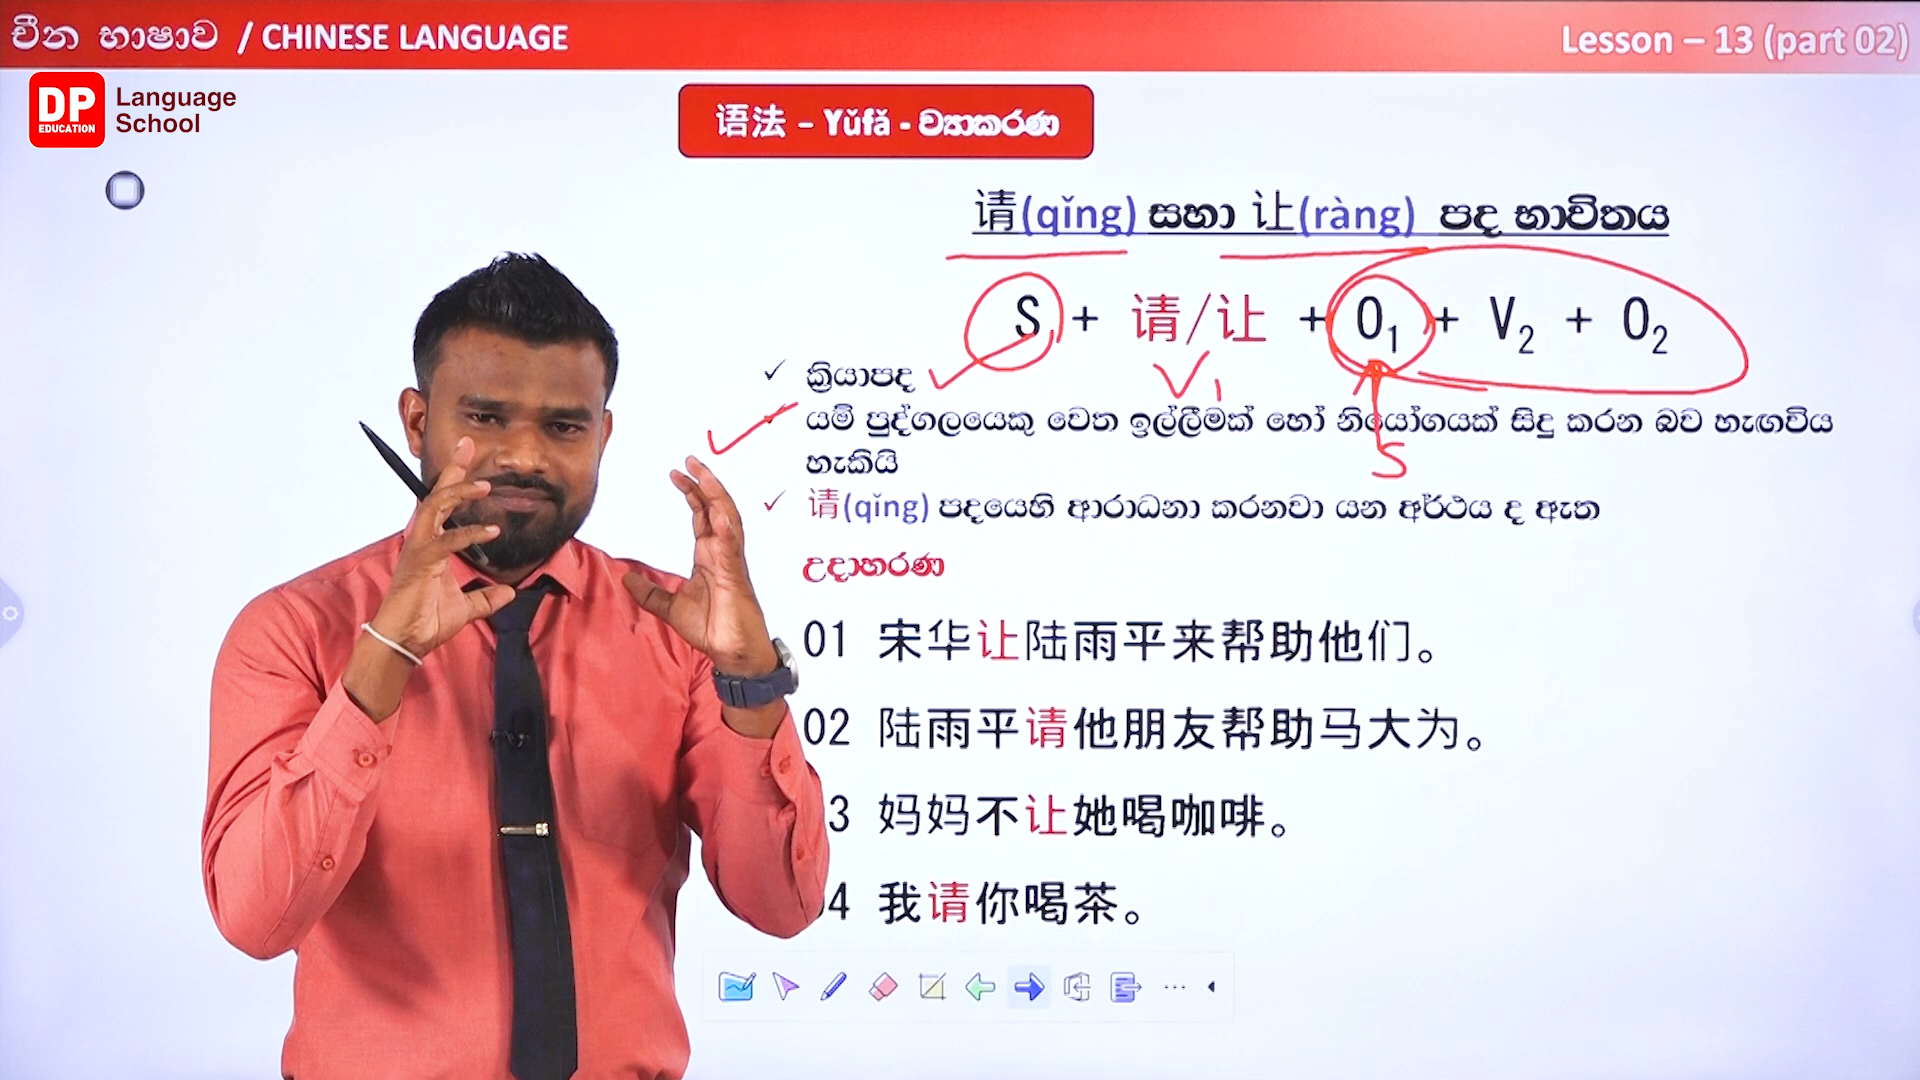 චීන භාෂාව / CHINESE LANGUAGE
Lesson – 13 (part 02)
DP
EDUCATION
Language
School
语法 – Yǔfǎ - ව්‍යාකරණ
请(qǐng) සහා 让(ràng) පද භාවිතය
S + 请/让 + O1 + V2 + O2
✓ ක්‍රියාපද
1
✓ යම් පුද්ගලයෙකු වෙත ඉල්ලීමක් හෝ නියෝගයක් සිදු කරන බව හැඟවිය
හැකියි
S
✓ 请(qǐng) පදයෙහි ආරාධනා කරනවා යන අර්ථය ද ඇත
උදාහරණ
01 宋华让陆雨平来帮助他们。
02 陆雨平请他朋友帮助马大为。
3 妈妈不让她喝咖啡。
4 我请你喝茶。